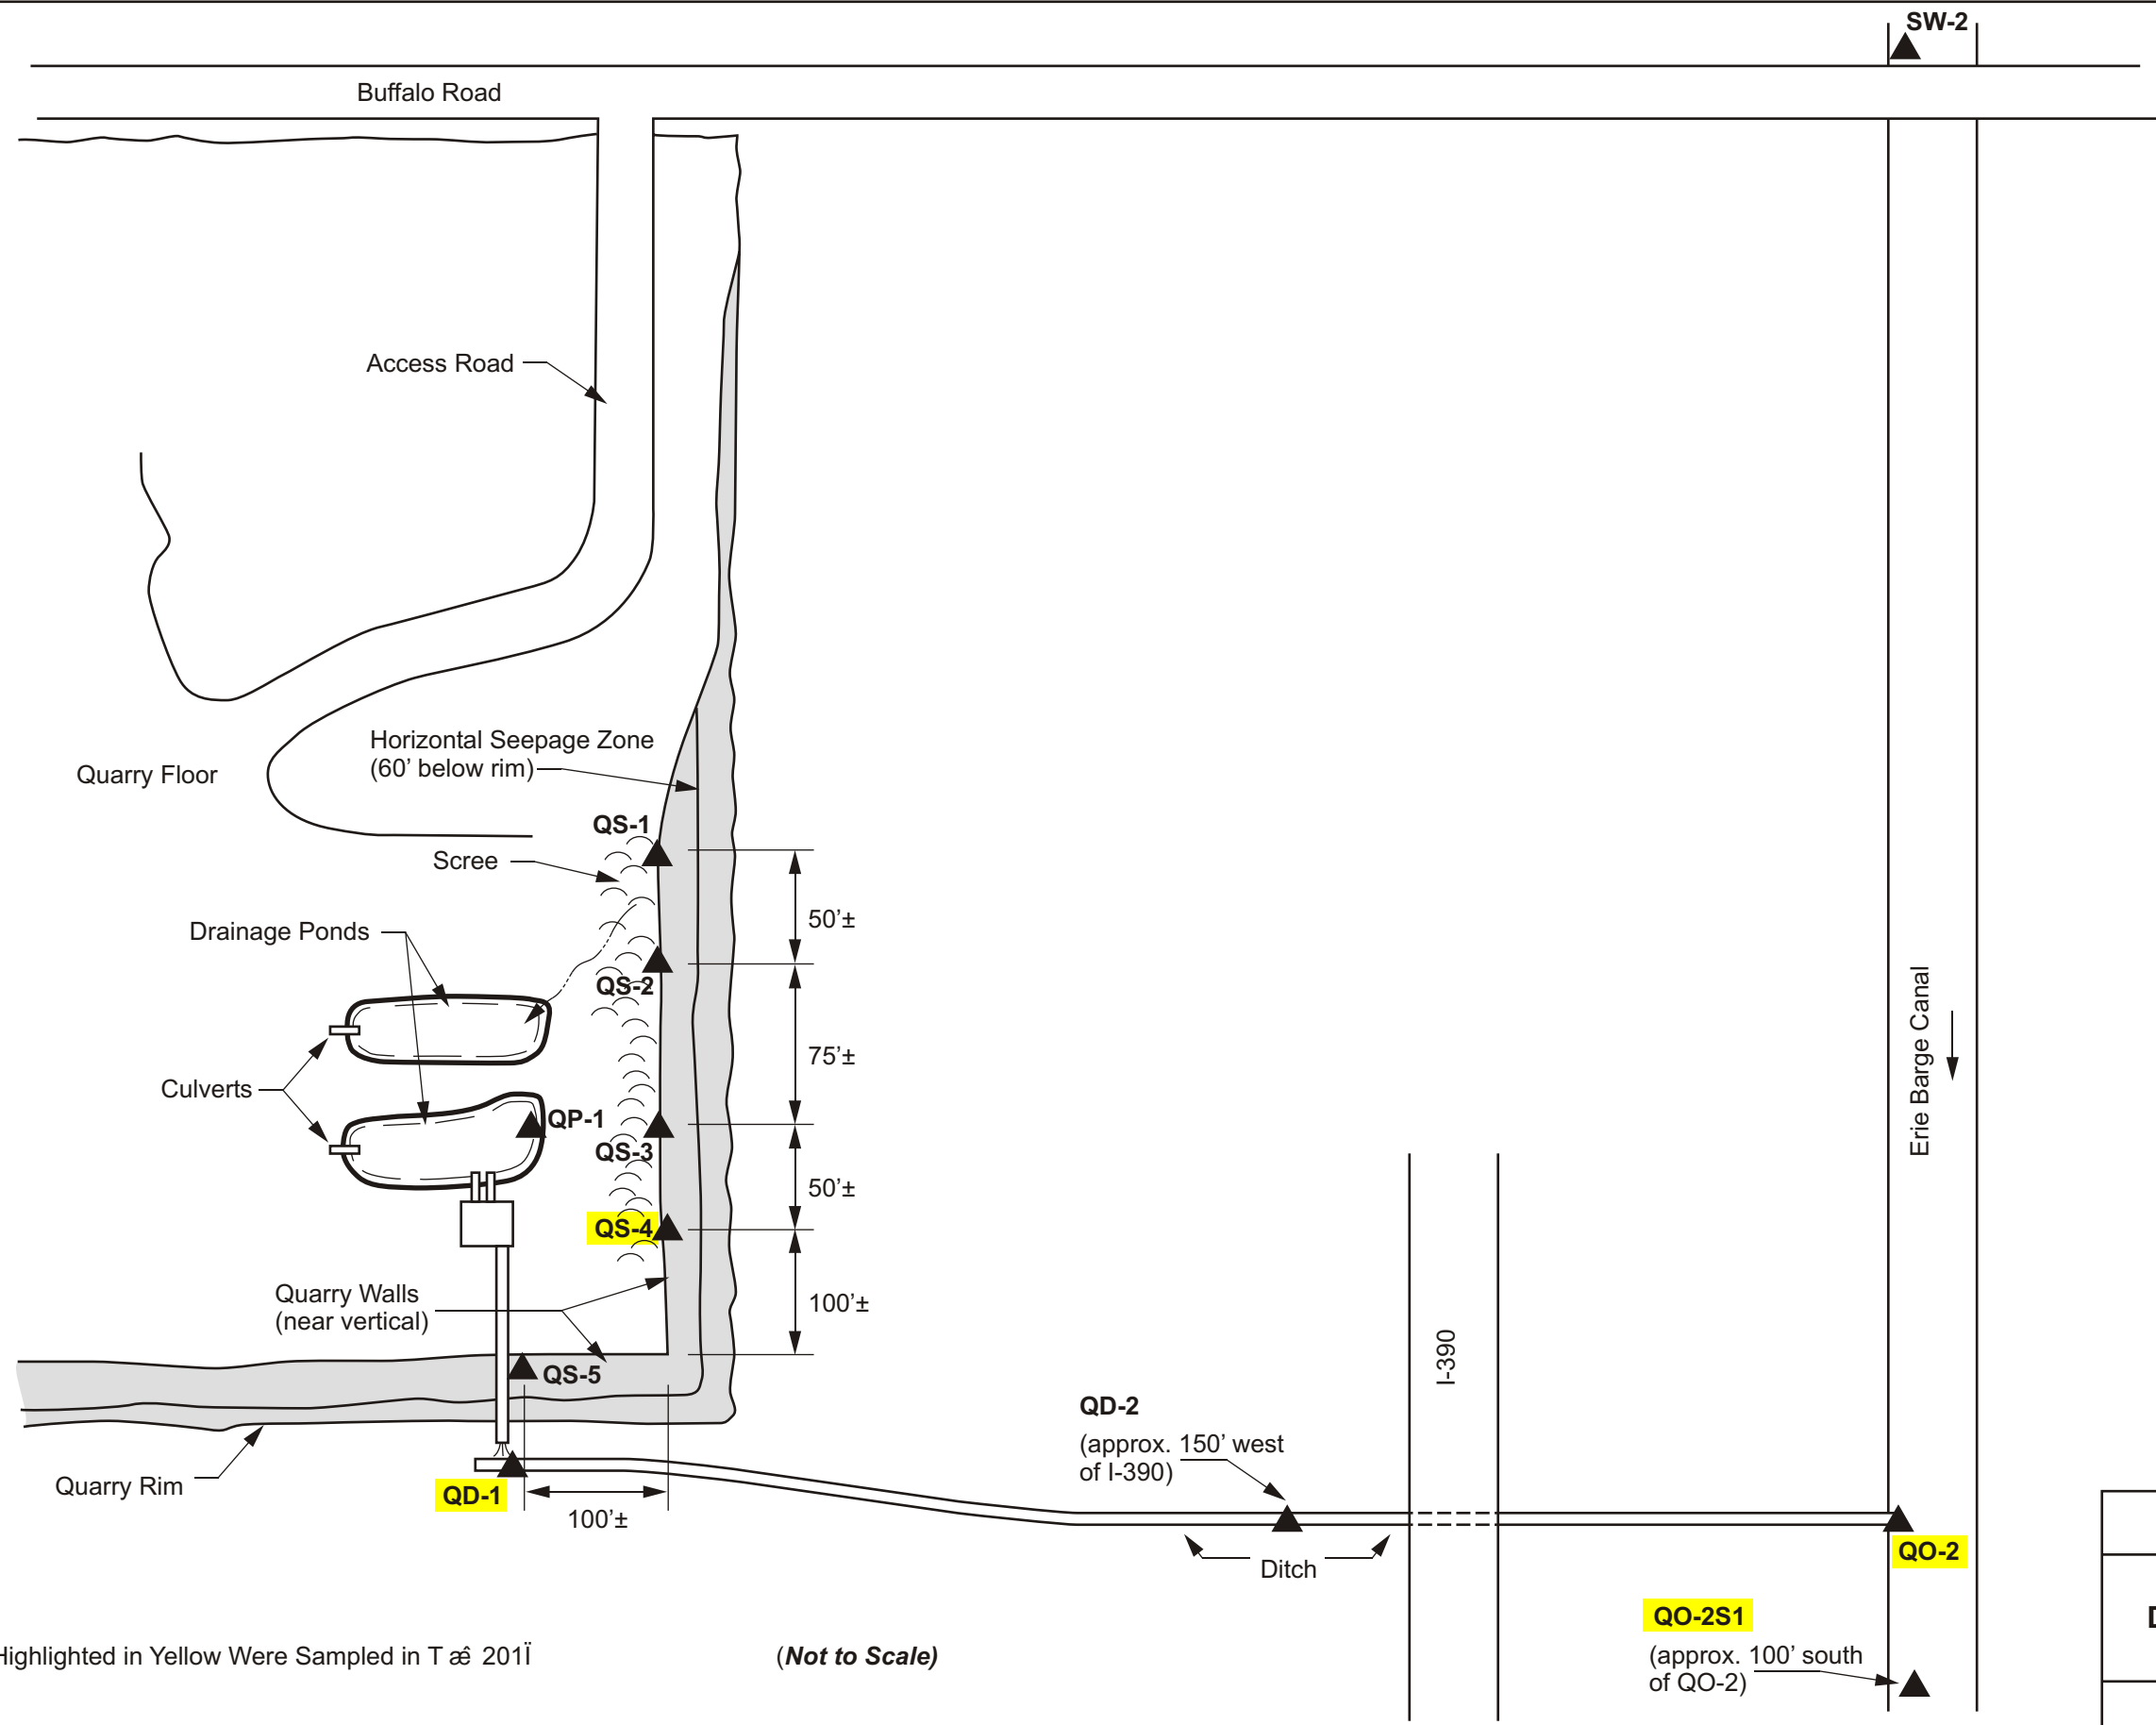 SW-2
Buffalo Road
Access Road
Horizontal Seepage Zone
(60’ below rim)
Quarry Floor
QS-1
Scree
50’±
Drainage Ponds
QS-2
75’±
Erie Barge Canal
Culverts
QP-1
QS-3
50’±
QS-4
Quarry Walls
(near vertical)
100’±
I-390
QS-5
QD-2
(approx. 150’ west
of I-390)
Quarry Rim
QD-1
100’±
Ditch
QO-2
QO-2S1
(approx. 100’ south
of QO-2)
Highlighted in Yellow Were Sampled in T æ̂ 201Ï
(Not to Scale)